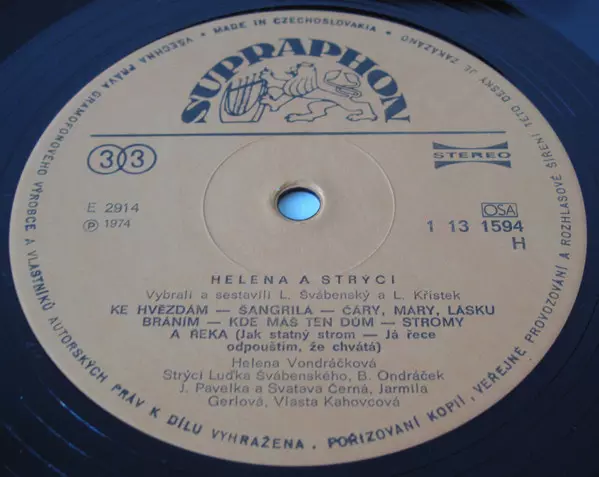 VŠECHNA PRÁVA GRAMOFONOVÉHO VÝROBCE A VLASTNÍKŮ AUTORSKÝCH PRÁV K DÍLU VYHRAŽENA. POŘIZOVÁNÍ KOPIÍ, VEŘEJNÉ PROVOZOVÁNÍ A ROZHLASOVÉ ŠÍŘENÍ TÉTO DESKY JE ZAKÁZÁNO
• MADE IN CZECHOSLOVAKIA •
SUPRAPHON
33
STEREO
E 2914
Ⓟ 1974
OSA
1 13 1594
H
HELENA A STRÝCI
Vybrali a sestavili L. Švábenský a L. Křístek
KE HVĚZDÁM — ŠANGRILA — ČÁRY, MÁRY, LÁSKU
BRÁNÍM — KDE MÁŠ TEN DŮM — STROMY
A ŘEKA (Jak statný strom — Já řece
odpouštím, že chvátá)
Helena Vondráčková
Strýci Luďka Švábenského, B. Ondráček
J. Pavelka a Svatava Černá, Jarmila
Gerlová, Vlasta Kahovcová